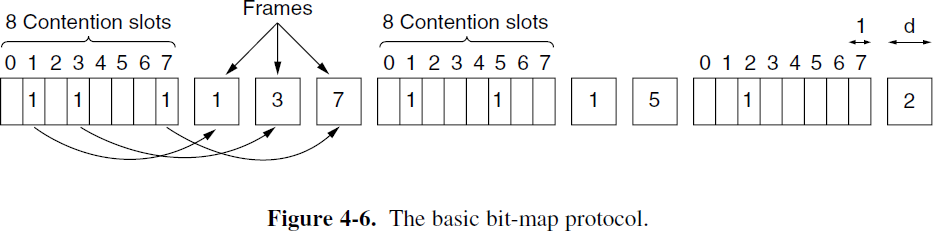 Frames
8 Contention slots 8 Contention slots 1 d
0 1 2 3 4 5 6 7 0 1 2 3 4 5 6 7 0 1 2 3 4 5 6 7
1 1 1 1 3 7 1 1 1 5 1 2
Figure 4-6. The basic bit-map protocol.